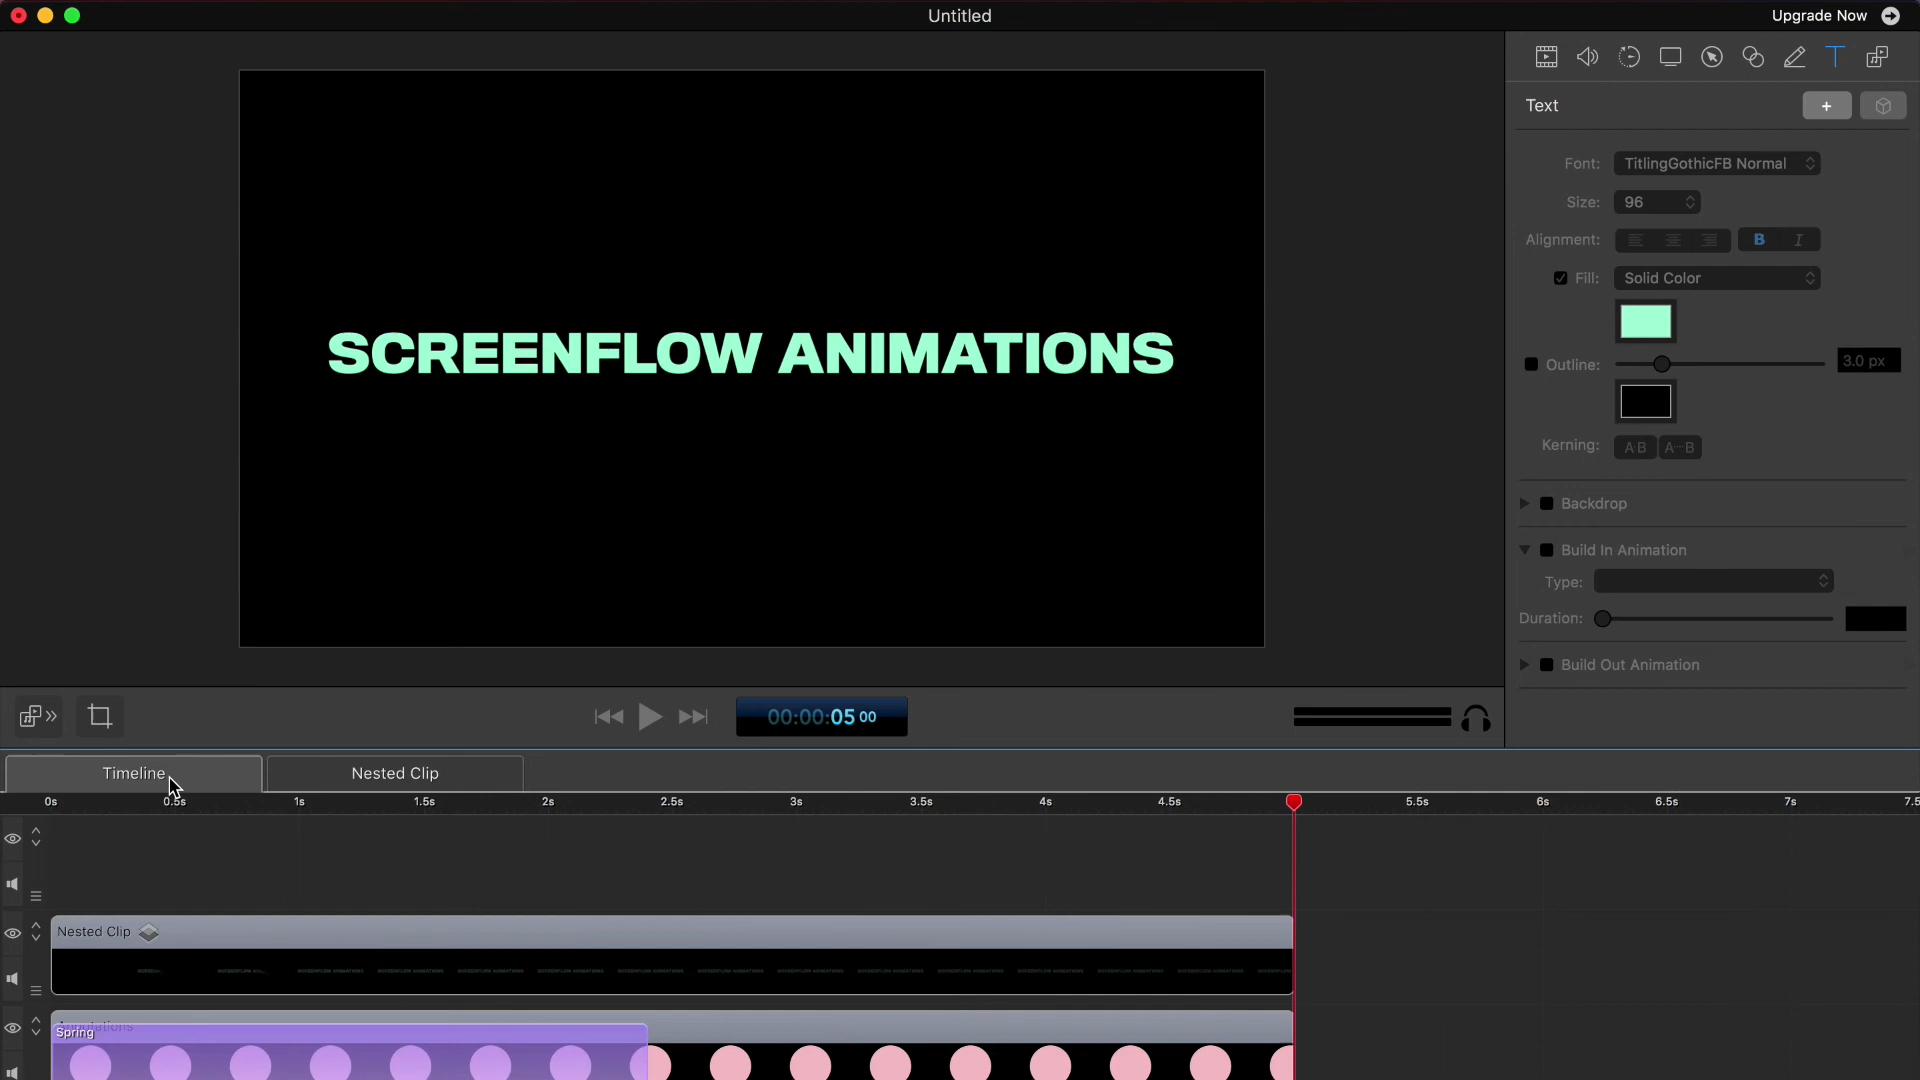 Untitled
Upgrade Now
Text
Font: TitlingGothicFB Normal
Size: 96
Alignment: B I
Fill: Solid Color
Outline: 3.0 px
Kerning: A·B A···B
Backdrop
Build In Animation
Type:
Duration:
Build Out Animation
SCREENFLOW ANIMATIONS
00:00:05 00
Timeline Nested Clip
0s 0.5s 1s 1.5s 2s 2.5s 3s 3.5s 4s 4.5s 5.5s 6s 6.5s 7s 7.5
Nested Clip
Spring